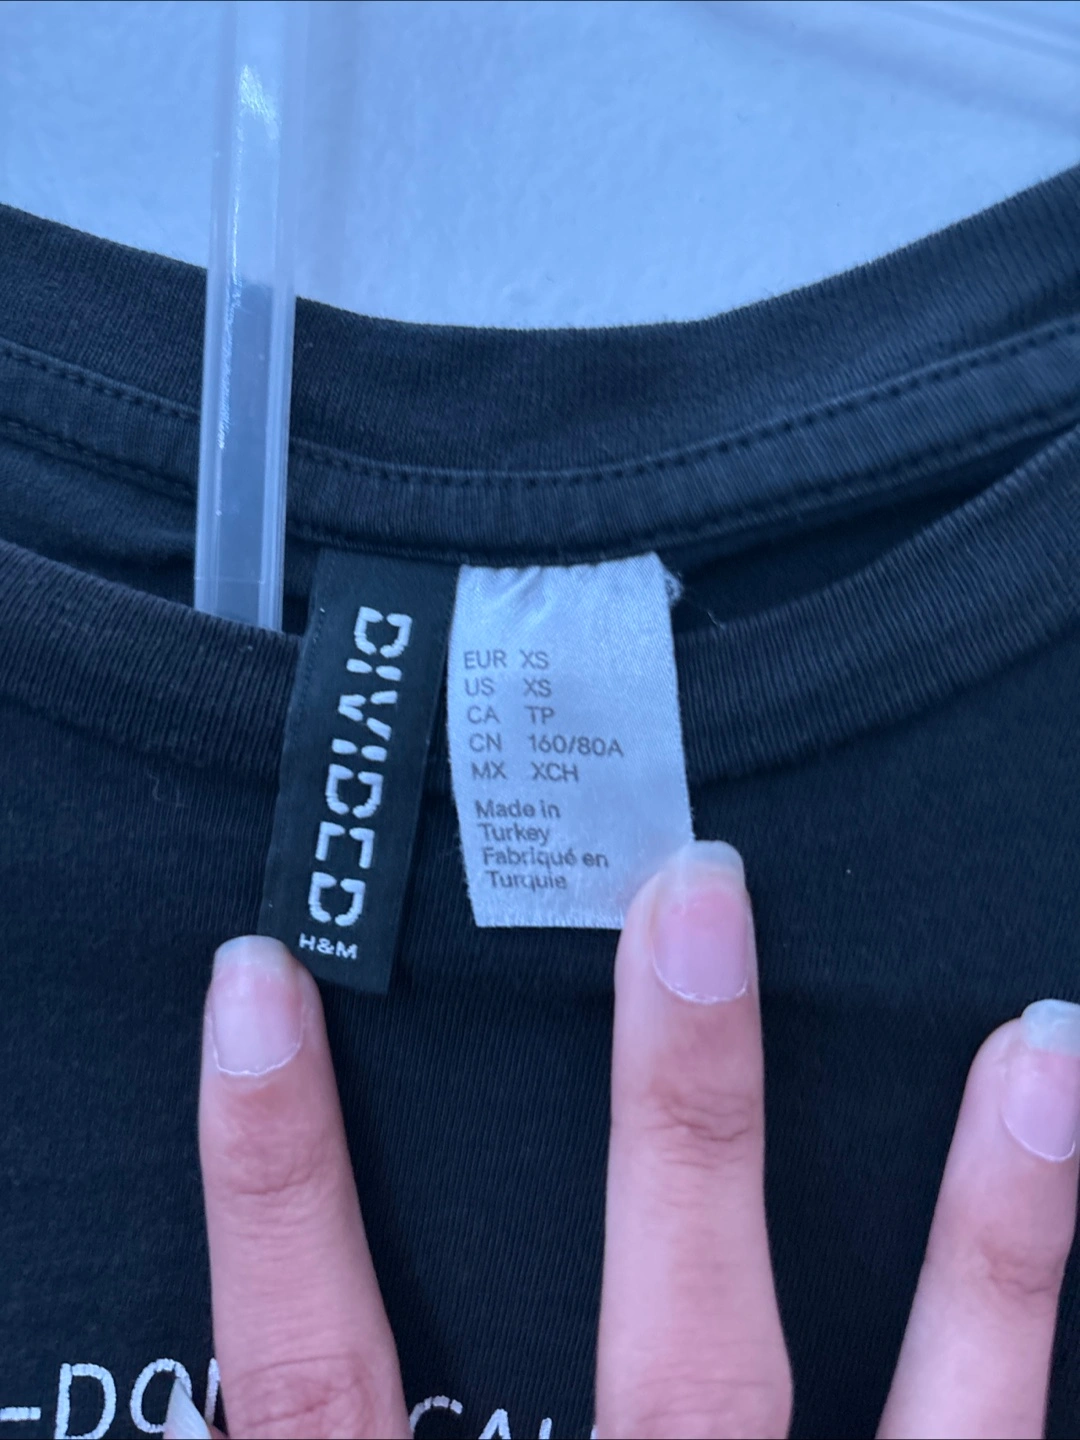 DIVIDED
H&M
EUR XS
US XS
CA TP
CN 160/80A
MX XCH
Made in
Turkey
Fabriqué en
Turquie